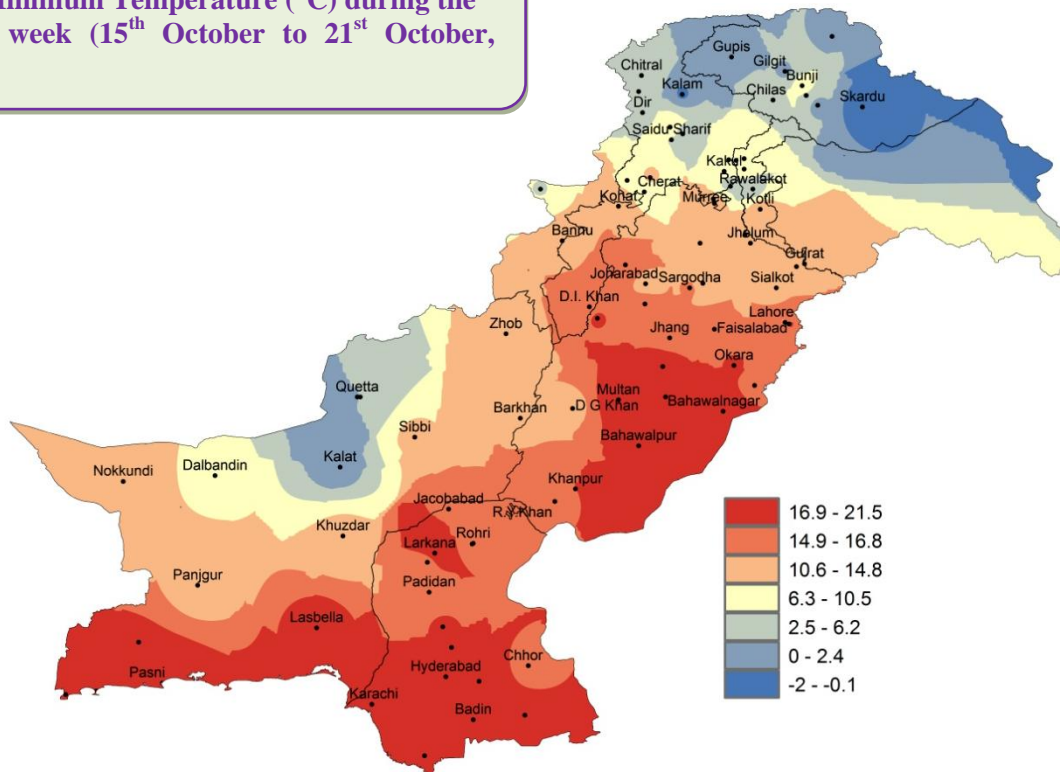 Temperature (°C) during the
week (15th October to 21st October,
Gupis
Gilgit
Chitral
Bunji
Kalam
Chilas
Skardu
Dir
Saidu Sharif
Kakul
Rawalakot
Cherat
Murree
Kotli
Kohat
Bannu
Jhelum
Gujrat
Joharabad
Sargodha
Sialkot
D.I. Khan
Lahore
Zhob
Jhang
Faisalabad
Okara
Quetta
Multan
Barkhan
D G Khan
Bahawalnagar
Sibbi
Bahawalpur
Kalat
Nokkundi
Dalbandin
Khanpur
Jacobabad
R.Y.Khan
Khuzdar
Rohri
Larkana
Panjgur
Padidan
Lasbella
Chhor
Hyderabad
Pasni
Karachi
Badin
16.9 - 21.5
14.9 - 16.8
10.6 - 14.8
6.3 - 10.5
2.5 - 6.2
0 - 2.4
-2 - -0.1